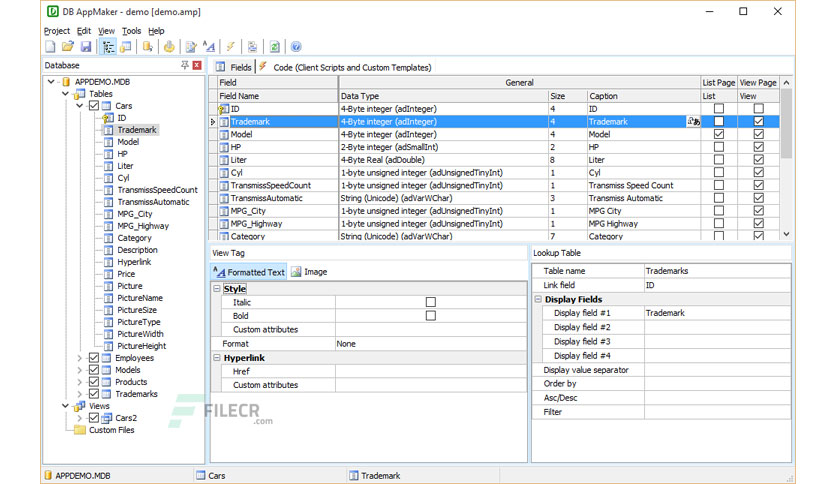 DB AppMaker - demo [demo.amp]
Project Edit View Tools Help
Database
APPDEMO.MDB
Tables
Cars
ID
Trademark
Model
HP
Liter
Cyl
TransmissSpeedCount
TransmissAutomatic
MPG_City
MPG_Highway
Category
Description
Hyperlink
Price
Picture
PictureName
PictureSize
PictureType
PictureWidth
PictureHeight
Employees
Models
Products
Trademarks
Views
Cars2
Custom Files
Fields Code (Client Scripts and Custom Templates)
Field General List Page View Page
Field Name Data Type Size Caption List View
ID 4-Byte integer (adInteger) 4 ID
Trademark 4-Byte integer (adInteger) 4 Trademark
Model 4-Byte integer (adInteger) 4 Model
HP 2-Byte integer (adSmallInt) 2 HP
Liter 4-Byte Real (adDouble) 8 Liter
Cyl 1-byte unsigned integer (adUnsignedTinyInt) 1 Cyl
TransmissSpeedCount 1-byte unsigned integer (adUnsignedTinyInt) 1 Transmiss Speed Count
TransmissAutomatic String (Unicode) (adVarWChar) 3 Transmiss Automatic
MPG_City 1-byte unsigned integer (adUnsignedTinyInt) 1 MPG City
MPG_Highway 1-byte unsigned integer (adUnsignedTinyInt) 1 MPG Highway
Category String (Unicode) (adVarWChar) 7 Category
View Tag
Formatted Text Image
Style
Italic
Bold
Custom attributes
Format None
Hyperlink
Href
Custom attributes
Lookup Table
Table name Trademarks
Link field ID
Display Fields
Display field #1 Trademark
Display field #2
Display field #3
Display field #4
Display value separator
Order by
Asc/Desc
Filter
FILECR
.com
APPDEMO.MDB Cars Trademark